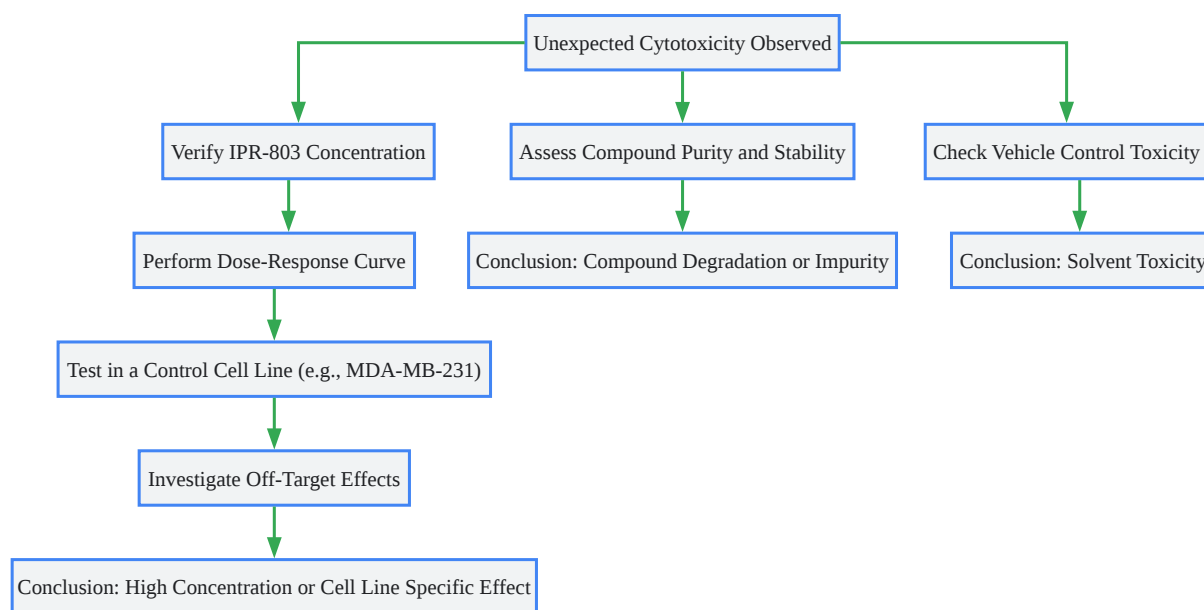 Unexpected Cytotoxicity Observed
Verify IPR-803 Concentration
Assess Compound Purity and Stability
Check Vehicle Control Toxicity
Perform Dose-Response Curve
Conclusion: Compound Degradation or Impurity
Conclusion: Solvent Toxicity
Test in a Control Cell Line (e.g., MDA-MB-231)
Investigate Off-Target Effects
Conclusion: High Concentration or Cell Line Specific Effect